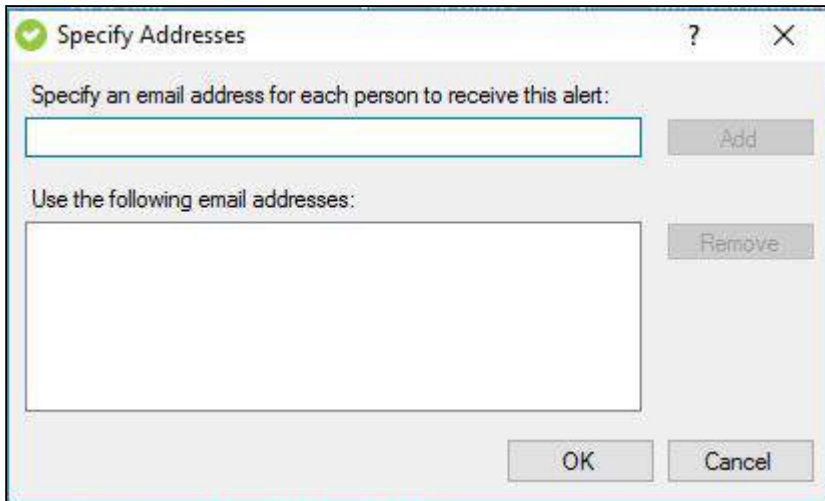 Specify Addresses
?
Specify an email address for each person to receive this alert:
Add
Use the following email addresses:
Remove
OK
Cancel